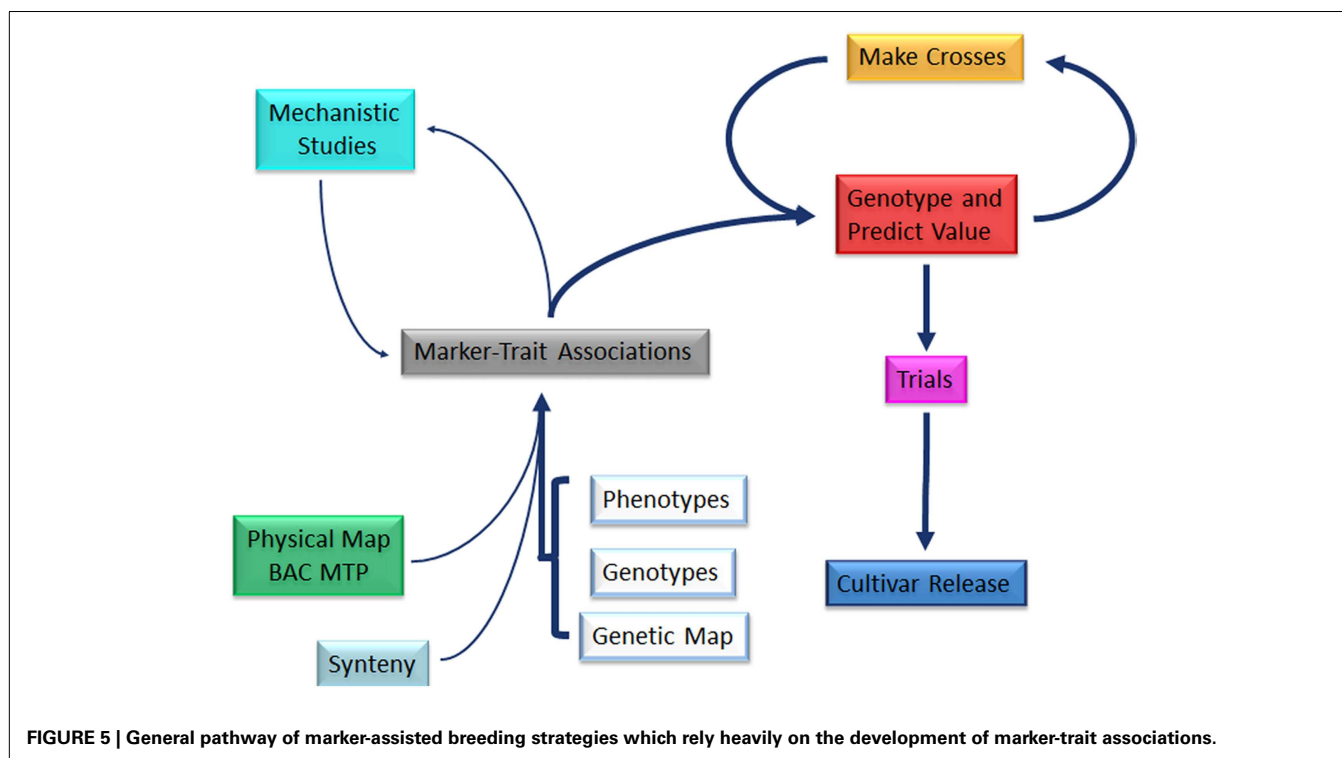 Make Crosses
Mechanistic
Studies
Genotype and
Predict Value
Marker-Trait Associations
Trials
Phenotypes
Physical Map
BAC MTP
Genotypes
Cultivar Release
Genetic Map
Synteny
FIGURE 5 | General pathway of marker-assisted breeding strategies which rely heavily on the development of marker-trait associations.